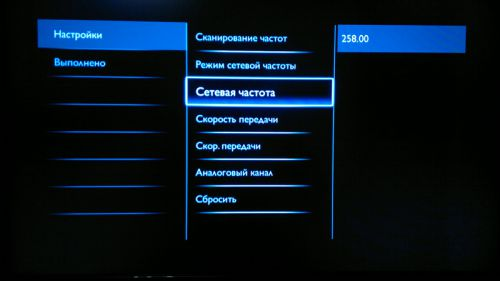 Настройки
Выполнено
Сканирование частот
Режим сетевой частоты
Сетевая частота
Скорость передачи
Скор. передачи
Аналоговый канал
Сбросить
258.00